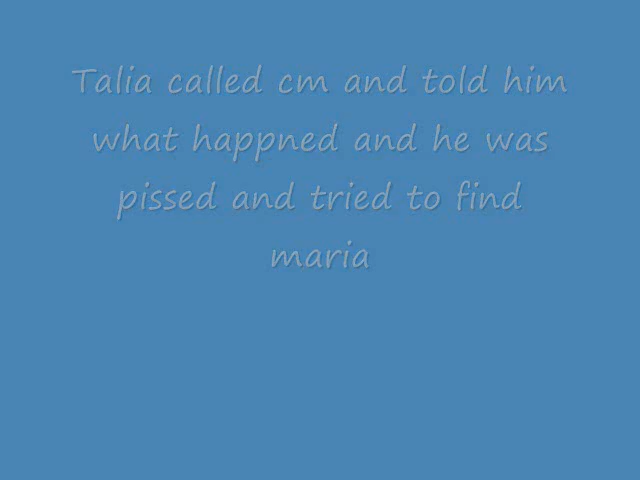 Talia called cm and told him
what happned and he was
pissed and tried to find
maria